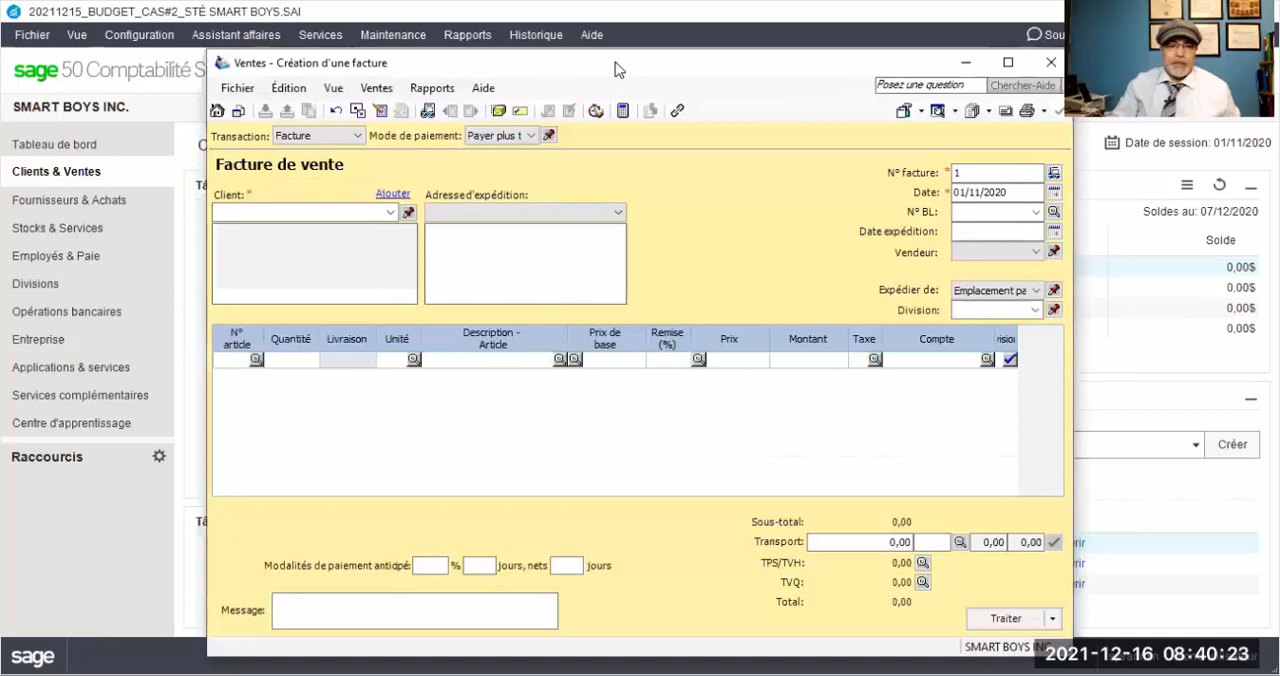 20211215_BUDGET_CAS#2_STÉ SMART BOYS.SAI
Fichier Vue Configuration Assistant affaires Services Maintenance Rapports Historique Aide Sou
sage 50 Comptabilité S
SMART BOYS INC.
Tableau de bord
Clients & Ventes
Fournisseurs & Achats
Stocks & Services
Employés & Paie
Divisions
Opérations bancaires
Entreprise
Applications & services
Services complémentaires
Centre d'apprentissage
Raccourcis
Ventes - Création d'une facture
Fichier Édition Vue Ventes Rapports Aide
Posez une question Chercher-Aide
Transaction: Facture Mode de paiement: Payer plus t
Facture de vente
Client: * Ajouter Adresse d'expédition:
N° facture: * 1
Date: * 01/11/2020
N° BL:
Date expédition:
Vendeur:
Expédier de: Emplacement pa
Division:
N° article Quantité Livraison Unité Description - Article Prix de base Remise (%) Prix Montant Taxe Compte
Sous-total: 0,00
Transport: 0,00 0,00 0,00
TPS/TVH: 0,00
TVQ: 0,00
Total: 0,00
Modalités de paiement anticipé: % jours, nets jours
Message:
Traiter
SMART BOYS INC
Date de session: 01/11/2020
Soldes au: 07/12/2020
Solde
0,00$
0,00$
0,00$
0,00$
Créer
sage
2021-12-16 08:40:23